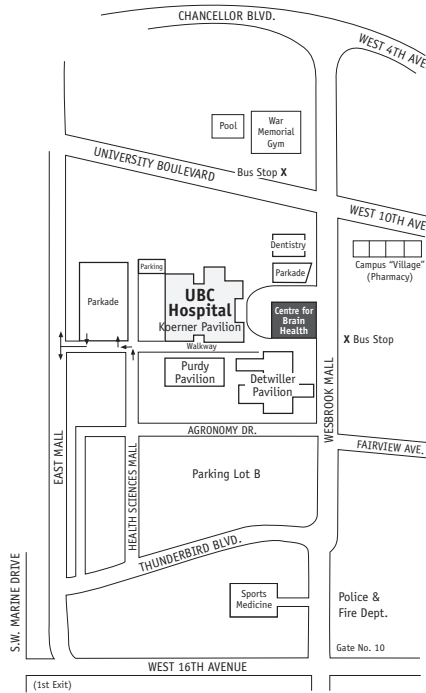 CHANCELLOR BLVD.
WEST 4TH AVE
Pool
War
Memorial
Gym
UNIVERSITY BOULEVARD
Bus Stop X
WEST 10TH AVE
Dentistry
Parking
Parkade
Campus "Village"
(Pharmacy)
Parkade
UBC
Hospital
Koerner Pavilion
Centre for
Brain
Health
X Bus Stop
Walkway
Purdy
Pavilion
Detwiller
Pavilion
WESBROOK MALL
AGRONOMY DR.
FAIRVIEW AVE.
EAST MALL
HEALTH SCIENCES MALL
Parking Lot B
THUNDERBIRD BLVD.
S.W. MARINE DRIVE
Sports
Medicine
Police &
Fire Dept.
Gate No. 10
WEST 16TH AVENUE
(1st Exit)